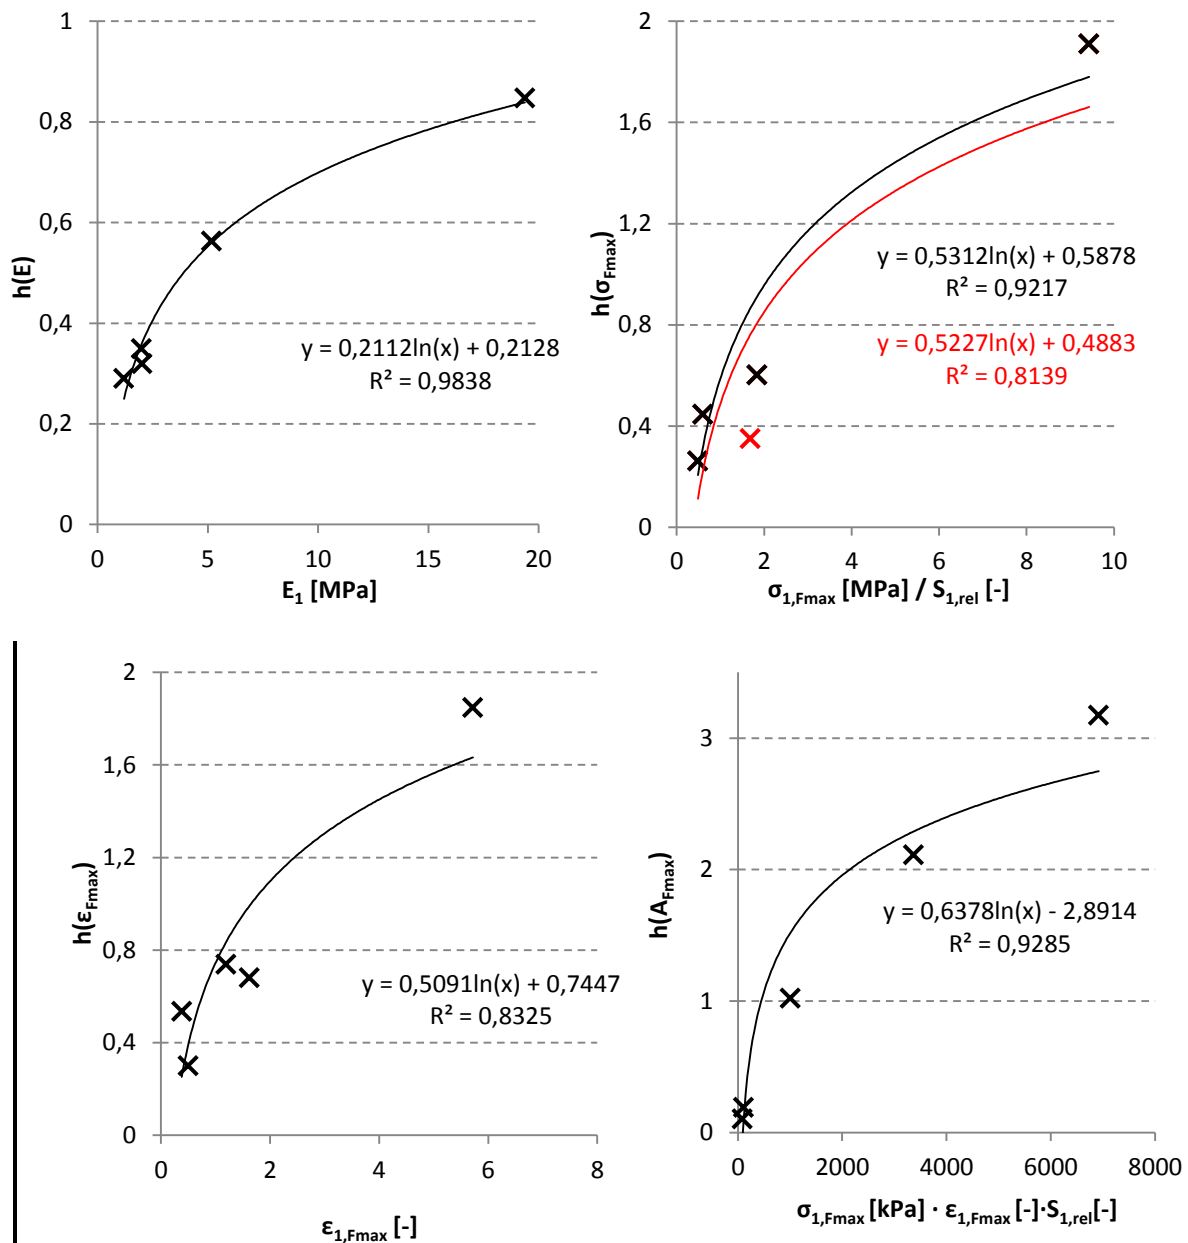 1
0,8
0,6
0,4
0,2
0
h(E)
y = 0,2112ln(x) + 0,2128
R² = 0,9838
0 5 10 15 20
E₁ [MPa]
2
1,6
1,2
0,8
0,4
0
h(σ_Fmax)
y = 0,5312ln(x) + 0,5878
R² = 0,9217
y = 0,5227ln(x) + 0,4883
R² = 0,8139
0 2 4 6 8 10
σ₁,Fmax [MPa] / S₁,rel [-]
2
1,6
1,2
0,8
0,4
0
h(ε_Fmax)
y = 0,5091ln(x) + 0,7447
R² = 0,8325
0 2 4 6 8
ε₁,Fmax [-]
3
2
1
0
h(A_Fmax)
y = 0,6378ln(x) - 2,8914
R² = 0,9285
0 2000 4000 6000 8000
σ₁,Fmax [kPa] · ε₁,Fmax [-]·S₁,rel[-]